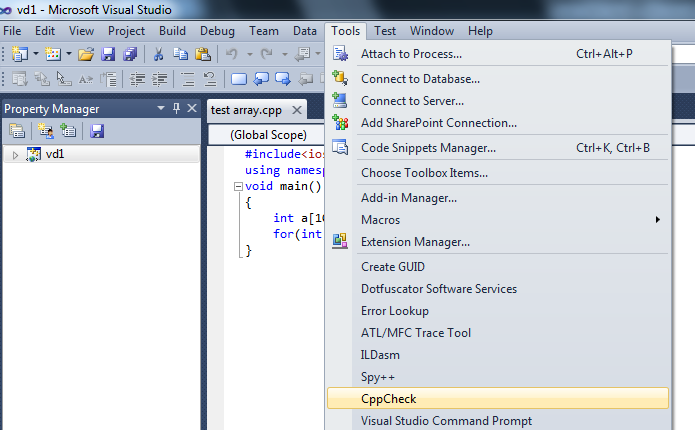 vd1 - Microsoft Visual Studio
File Edit View Project Build Debug Team Data Tools Test Window Help
Attach to Process... Ctrl+Alt+P
Connect to Database...
Connect to Server...
Add SharePoint Connection...
Code Snippets Manager... Ctrl+K, Ctrl+B
Choose Toolbox Items...
Add-in Manager...
Macros
Extension Manager...
Create GUID
Dotfuscator Software Services
Error Lookup
ATL/MFC Trace Tool
ILDasm
Spy++
CppCheck
Visual Studio Command Prompt
Property Manager
vd1
test array.cpp
(Global Scope)
#include<ios
using namesp
void main()
{
int a[10
for(int
}